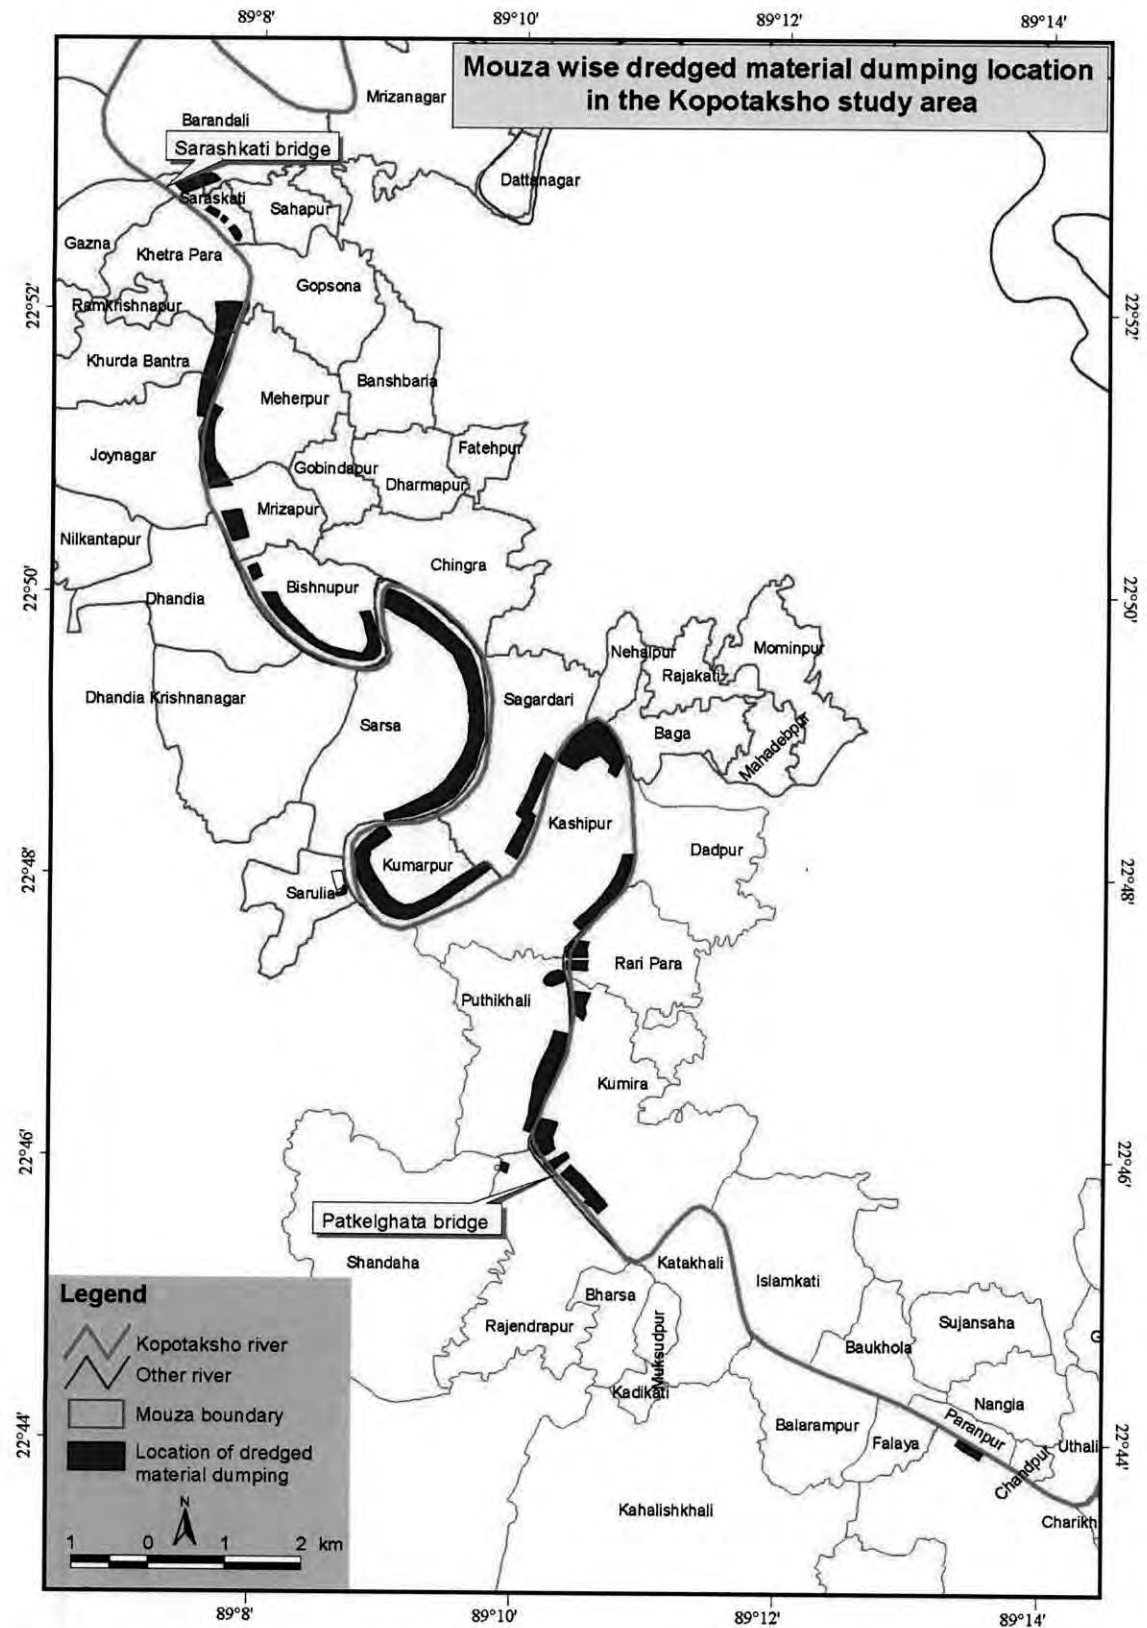 89°8' 89°10' 89°12' 89°14'
Mouza wise dredged material dumping location
in the Kopotaksho study area
Mrizanagar
Barandali
Sarashkati bridge
Dattanagar
Saraskati
Sahapur
Gazna
Khetra Para
Gopsona
22°52'
Ramkrishnapur
22°52'
Khurda Bantra
Banshbaria
Meherpur
Joynagar
Fatehpur
Gobindapur
Dharmapur
Mrizapur
Nilkantapur
Chingra
22°50'
Bishnupur
22°50'
Dhandia
Nehalpur
Mominpur
Rajakati
Dhandia Krishnanagar
Sagardari
Sarsa
Baga
Mahadebpur
Kashipur
Dadpur
22°48'
Kumarpur
22°48'
Sarulia
Rari Para
Puthikhali
Kumira
22°46'
22°46'
Patkelghata bridge
Shandaha
Katakhali
Islamkati
Bharsa
Muksudpur
Rajendrapur
Sujansaha
Baukhola
Kadikati
Nangla
Balarampur
Paranpur
22°44'
Falaya
Uthali
22°44'
Chandpur
Kahalishkhali
Charikh
G
Legend
Kopotaksho river
Other river
Mouza boundary
Location of dredged
material dumping
N
1 0 1 2 km
89°8' 89°10' 89°12' 89°14'